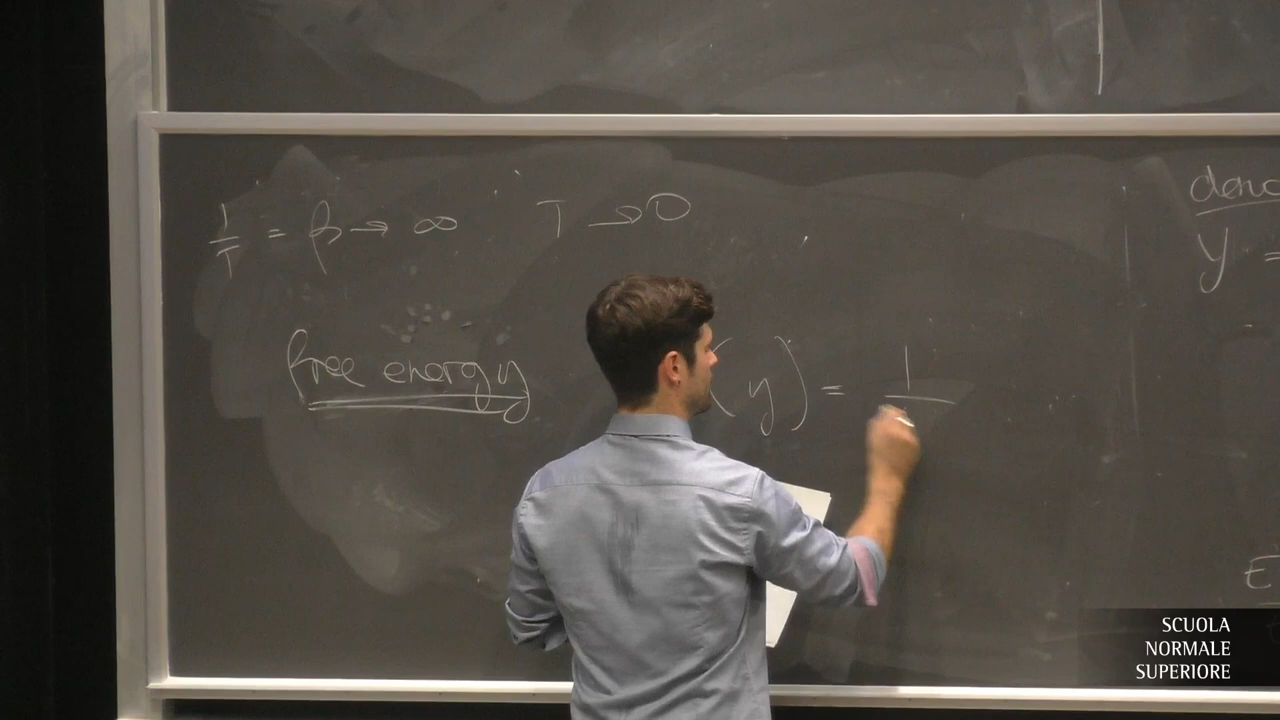 1/T = β → ∞ T → 0
free energy (y) = 1
y =
E
SCUOLA
NORMALE
SUPERIORE